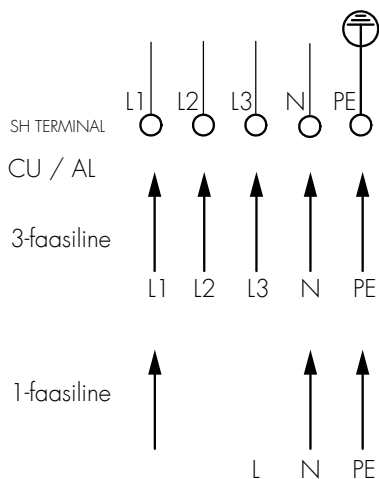 L1 L2 L3 N PE
SH TERMINAL
CU / AL
3-faasiline
L1 L2 L3 N PE
1-faasiline
L N PE